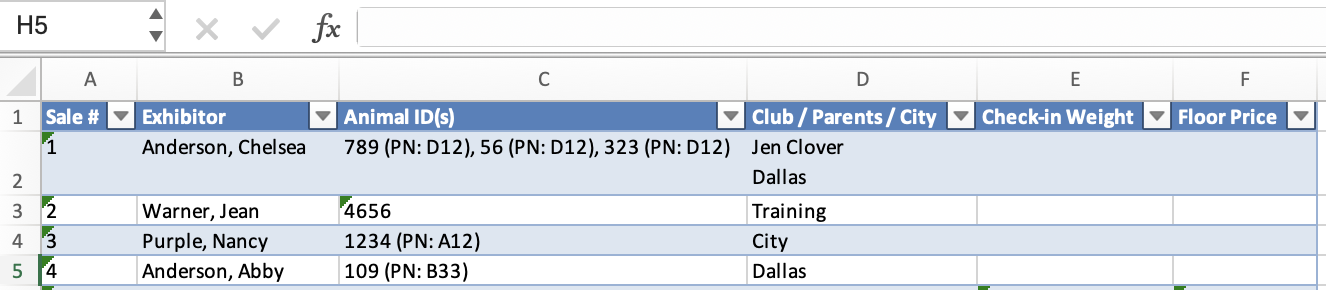 H5
fx
A B C D E F
1 Sale # Exhibitor Animal ID(s) Club / Parents / City Check-in Weight Floor Price
1 Anderson, Chelsea 789 (PN: D12), 56 (PN: D12), 323 (PN: D12) Jen Clover
2 Dallas
3 2 Warner, Jean 4656 Training
4 3 Purple, Nancy 1234 (PN: A12) City
5 4 Anderson, Abby 109 (PN: B33) Dallas